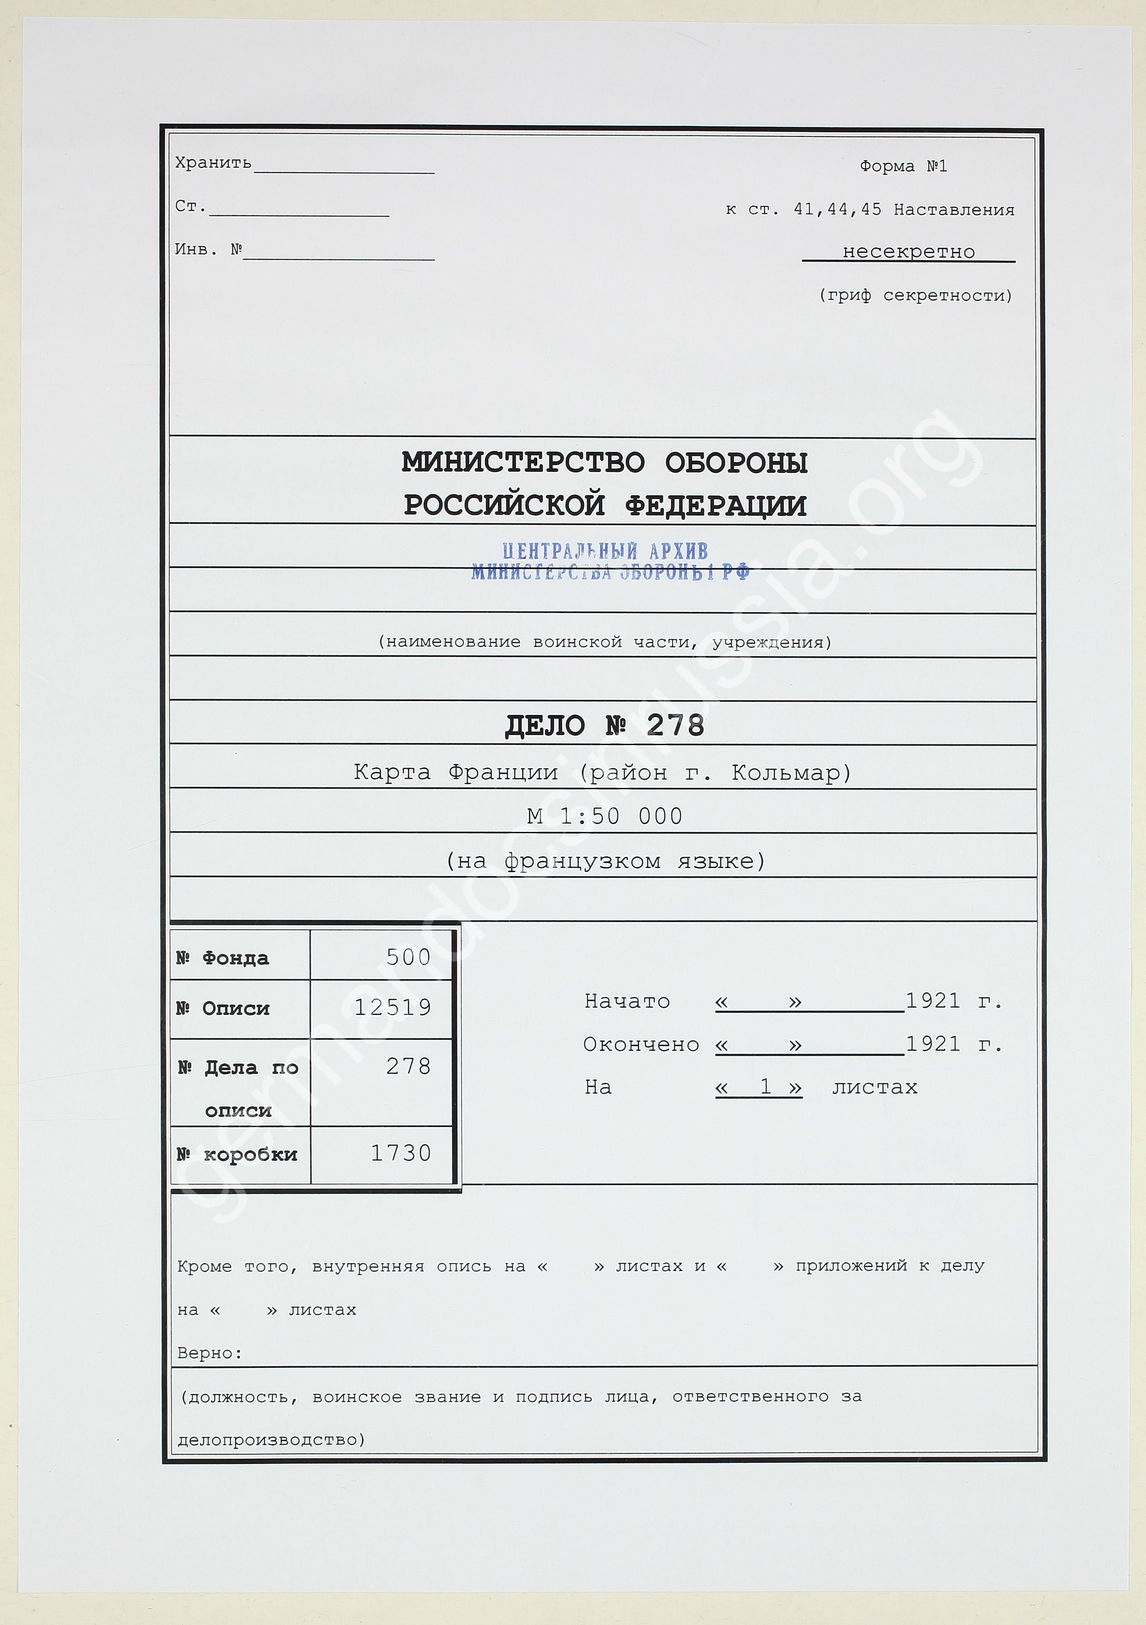 Хранить
Форма №1
Ст.
к ст. 41,44,45 Наставления
Инв. №
несекретно
(гриф секретности)
МИНИСТЕРСТВО ОБОРОНЫ
РОССИЙСКОЙ ФЕДЕРАЦИИ
ЦЕНТРАЛЬНЫЙ АРХИВ
МИНИСТЕРСТВА ОБОРОНЫ РФ
(наименование воинской части, учреждения)
ДЕЛО № 278
Карта Франции (район г. Кольмар)
М 1:50 000
(на французком языке)
№ Фонда 500
№ Описи 12519
№ Дела по описи 278
№ коробки 1730
Начато « » 1921 г.
Окончено « » 1921 г.
На « 1 » листах
Кроме того, внутренняя опись на « » листах и « » приложений к делу
на « » листах
Верно:
(должность, воинское звание и подпись лица, ответственного за
делопроизводство)
germandocsinrussia.org